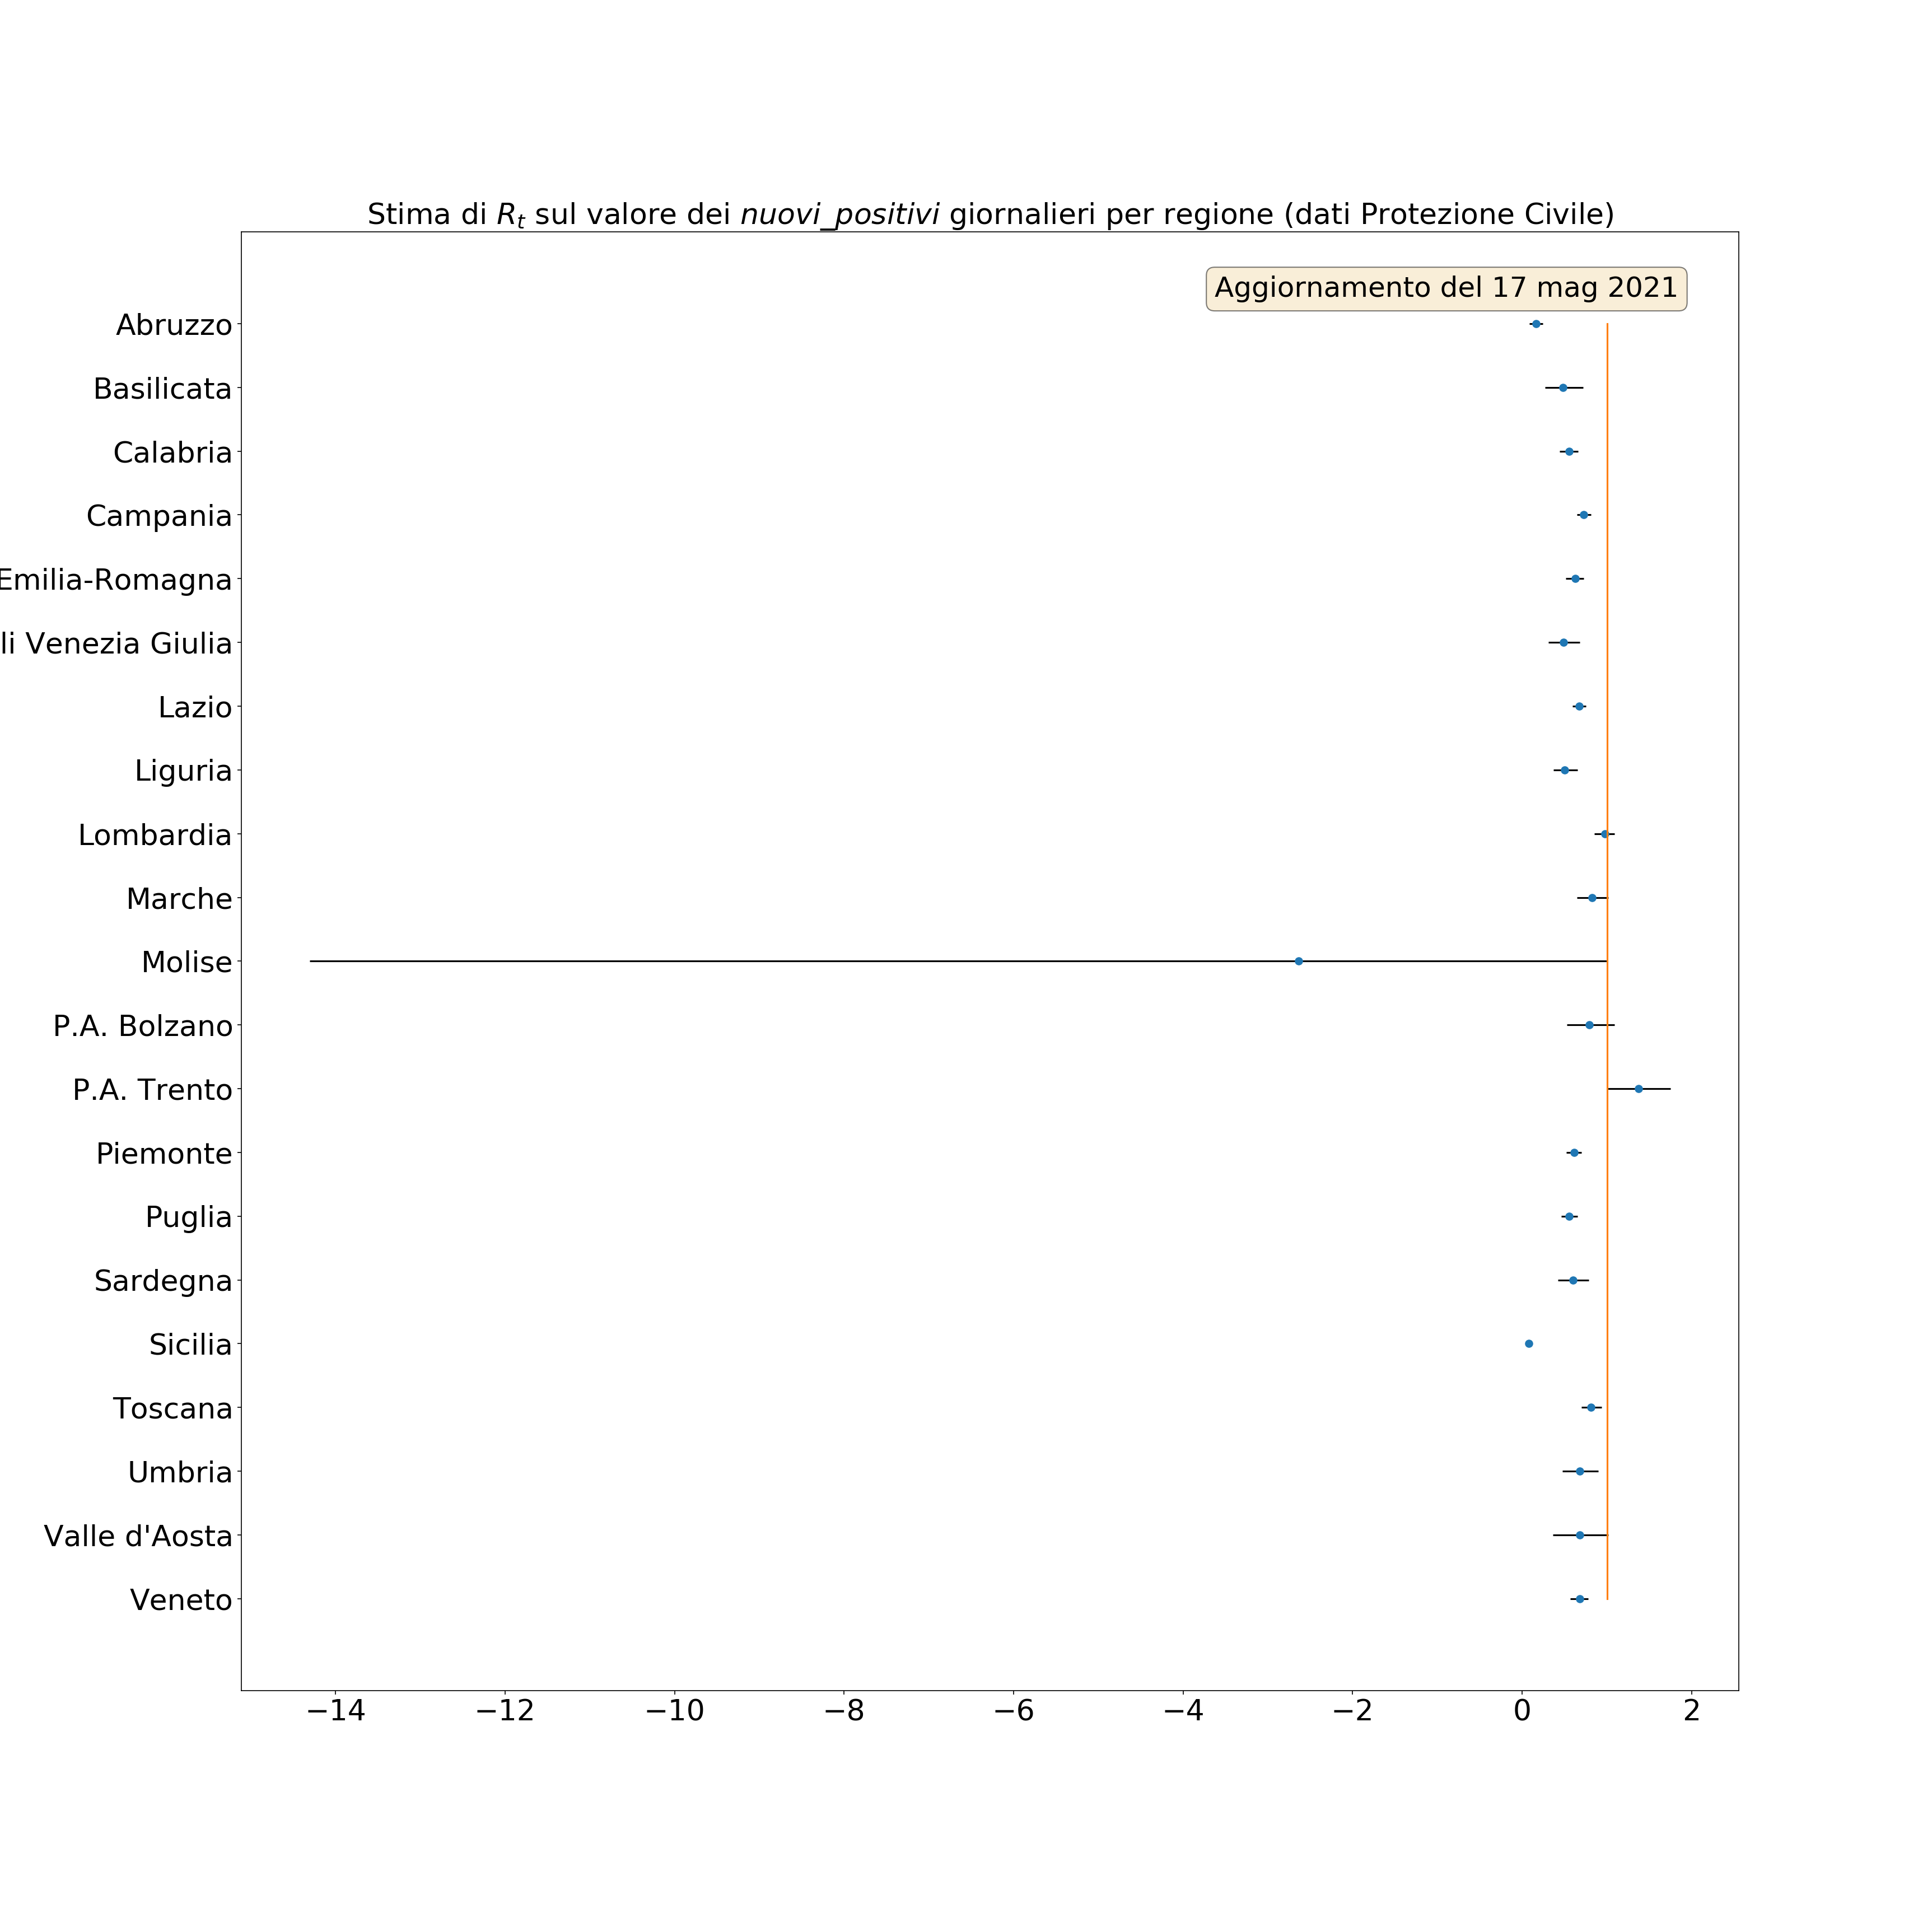 Stima di Rt sul valore dei nuovi_positivi giornalieri per regione (dati Protezione Civile)
Aggiornamento del 17 mag 2021
Abruzzo
Basilicata
Calabria
Campania
Emilia-Romagna
li Venezia Giulia
Lazio
Liguria
Lombardia
Marche
Molise
P.A. Bolzano
P.A. Trento
Piemonte
Puglia
Sardegna
Sicilia
Toscana
Umbria
Valle d'Aosta
Veneto
−14 −12 −10 −8 −6 −4 −2 0 2